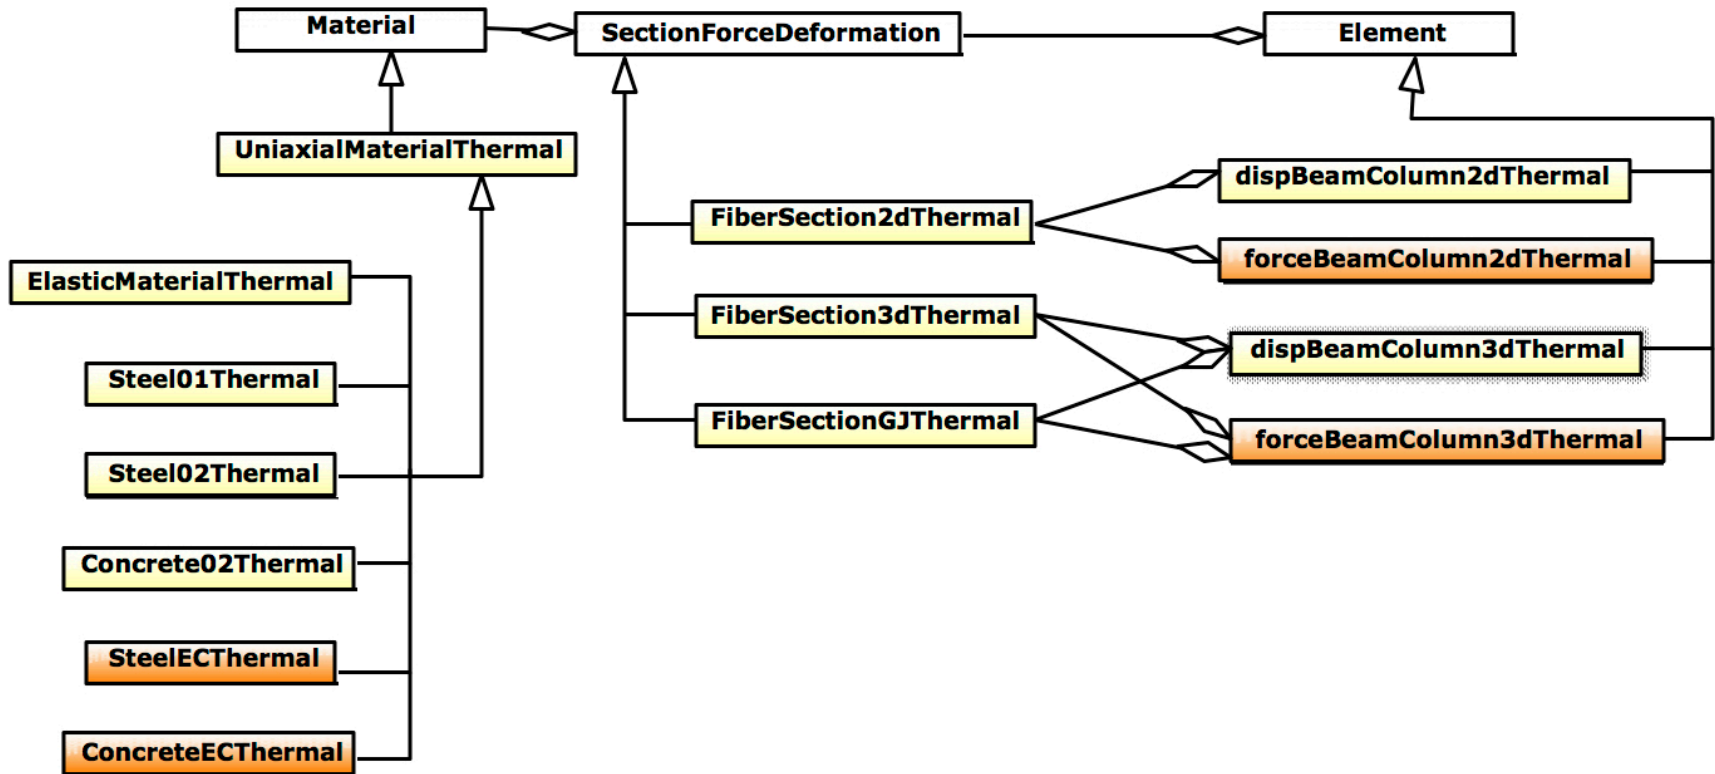 Material
SectionForceDeformation
Element
UniaxialMaterialThermal
dispBeamColumn2dThermal
FiberSection2dThermal
forceBeamColumn2dThermal
ElasticMaterialThermal
FiberSection3dThermal
dispBeamColumn3dThermal
Steel01Thermal
FiberSectionGJThermal
forceBeamColumn3dThermal
Steel02Thermal
Concrete02Thermal
SteelECThermal
ConcreteECThermal